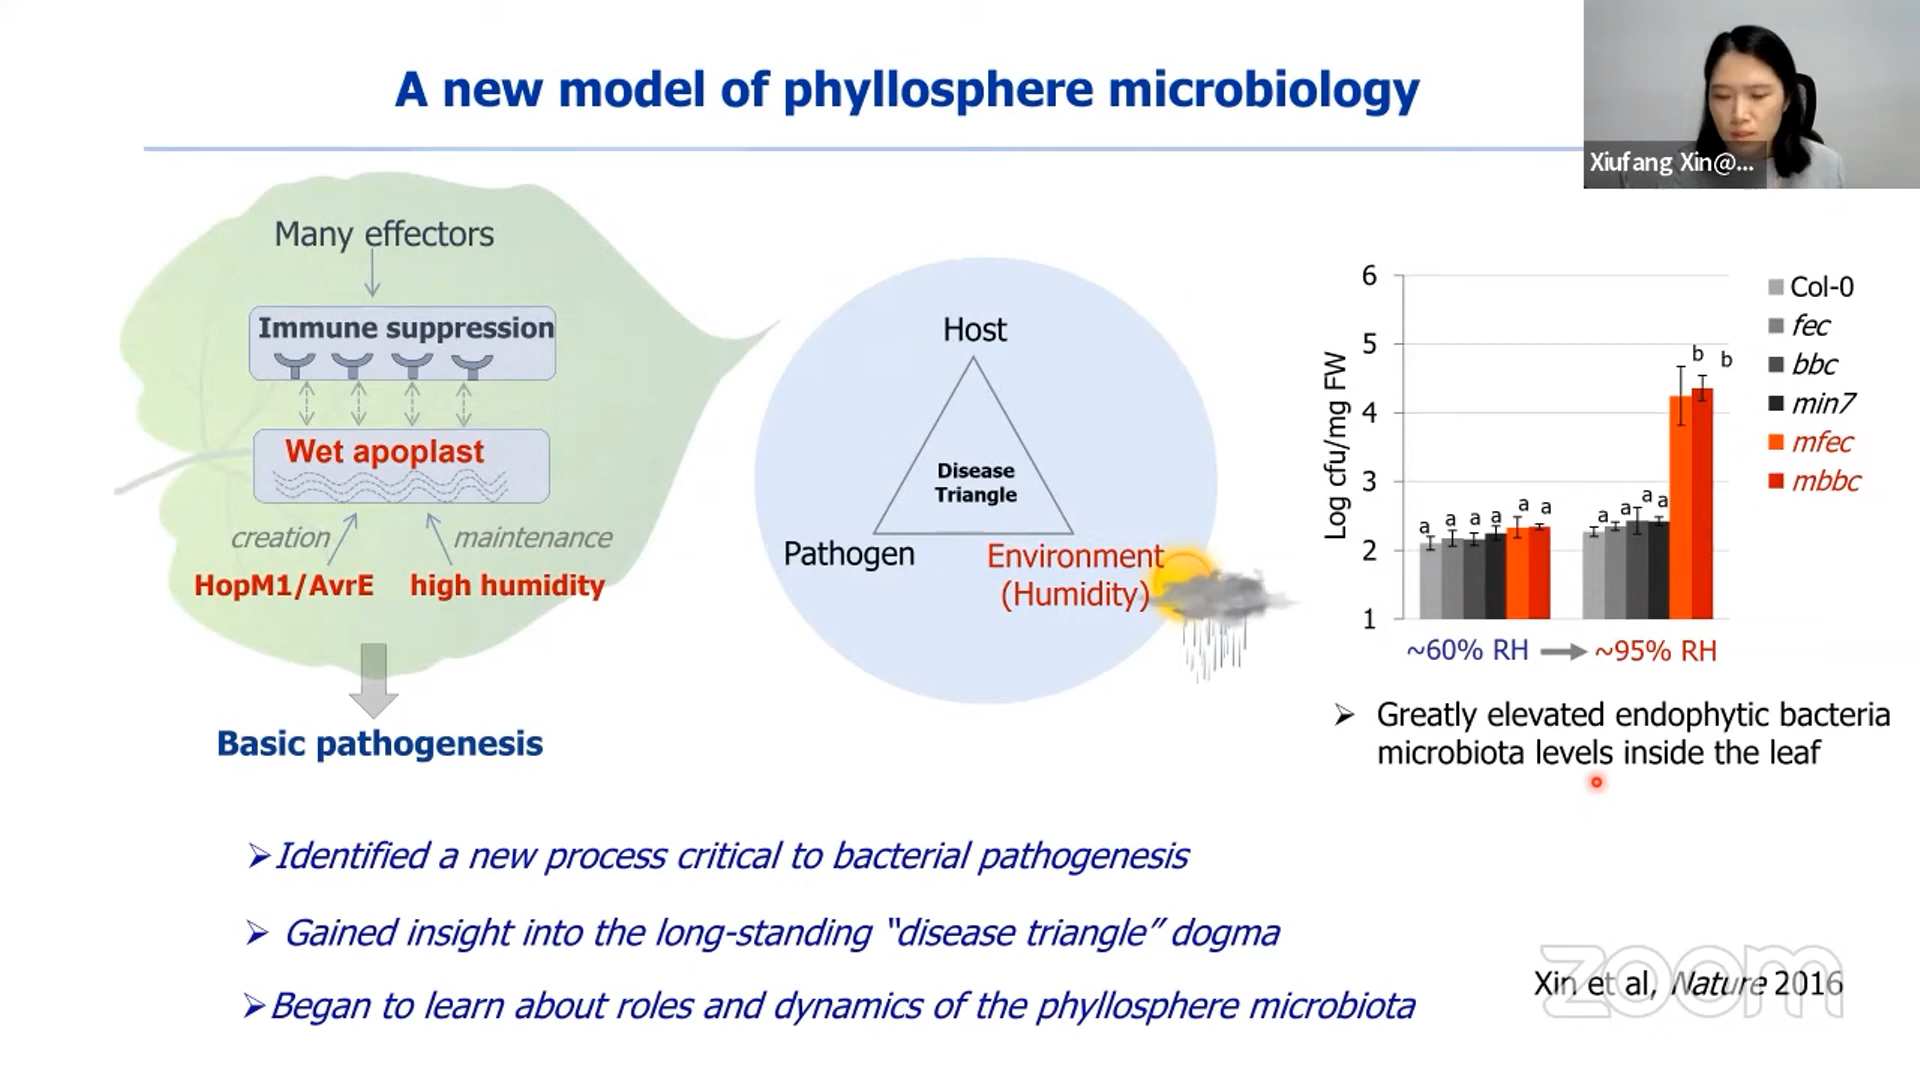 A new model of phyllosphere microbiology
Xiufang Xin@...
Many effectors
Immune suppression
Wet apoplast
creation
maintenance
HopM1/AvrE
high humidity
Basic pathogenesis
Host
Disease
Triangle
Pathogen
Environment
(Humidity)
Log cfu/mg FW
6
5
4
3
2
1
a a a a a a
a a a a b b
~60% RH
~95% RH
Col-0
fec
bbc
min7
mfec
mbbc
➢ Greatly elevated endophytic bacteria
microbiota levels inside the leaf
➢Identified a new process critical to bacterial pathogenesis
➢ Gained insight into the long-standing “disease triangle” dogma
➢Began to learn about roles and dynamics of the phyllosphere microbiota
Xin et al, Nature 2016
zoom